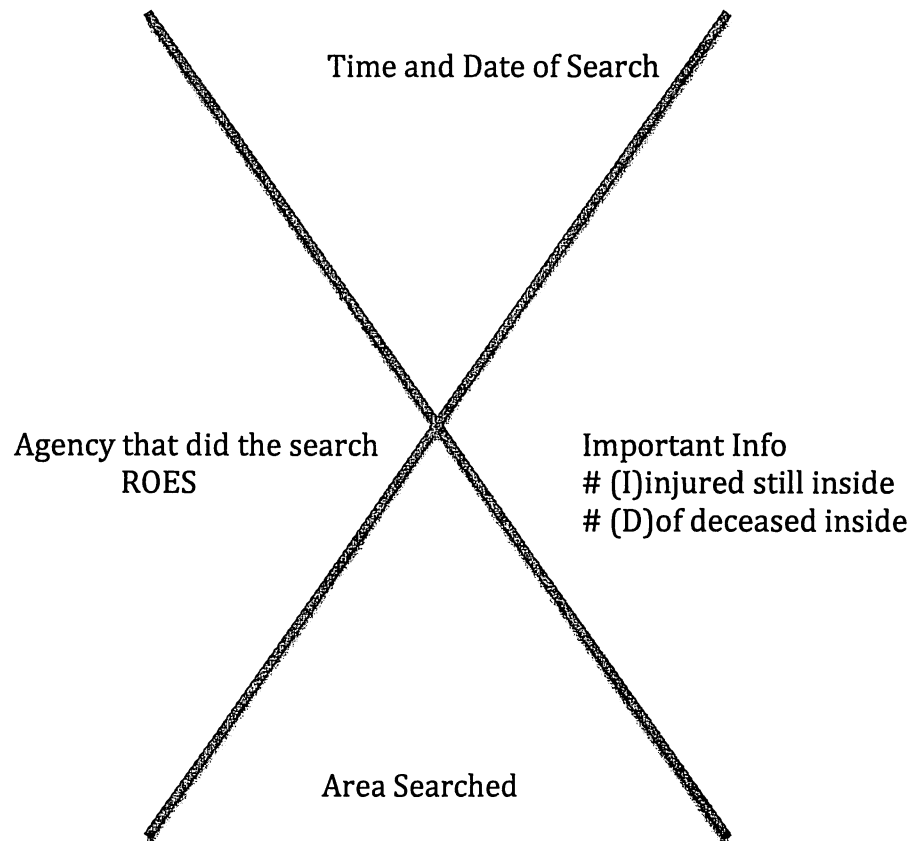 Time and Date of Search
Agency that did the search
ROES
Important Info
# (I)injured still inside
# (D)of deceased inside
Area Searched